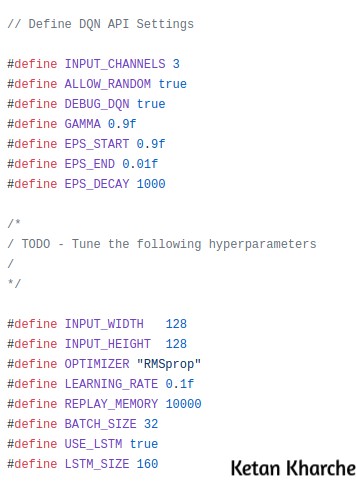 // Define DQN API Settings
#define INPUT_CHANNELS 3
#define ALLOW_RANDOM true
#define DEBUG_DQN true
#define GAMMA 0.9f
#define EPS_START 0.9f
#define EPS_END 0.01f
#define EPS_DECAY 1000
/*
/ TODO - Tune the following hyperparameters
/
*/
#define INPUT_WIDTH   128
#define INPUT_HEIGHT  128
#define OPTIMIZER "RMSprop"
#define LEARNING_RATE 0.1f
#define REPLAY_MEMORY 10000
#define BATCH_SIZE 32
#define USE_LSTM true
#define LSTM_SIZE 160
Ketan Kharche